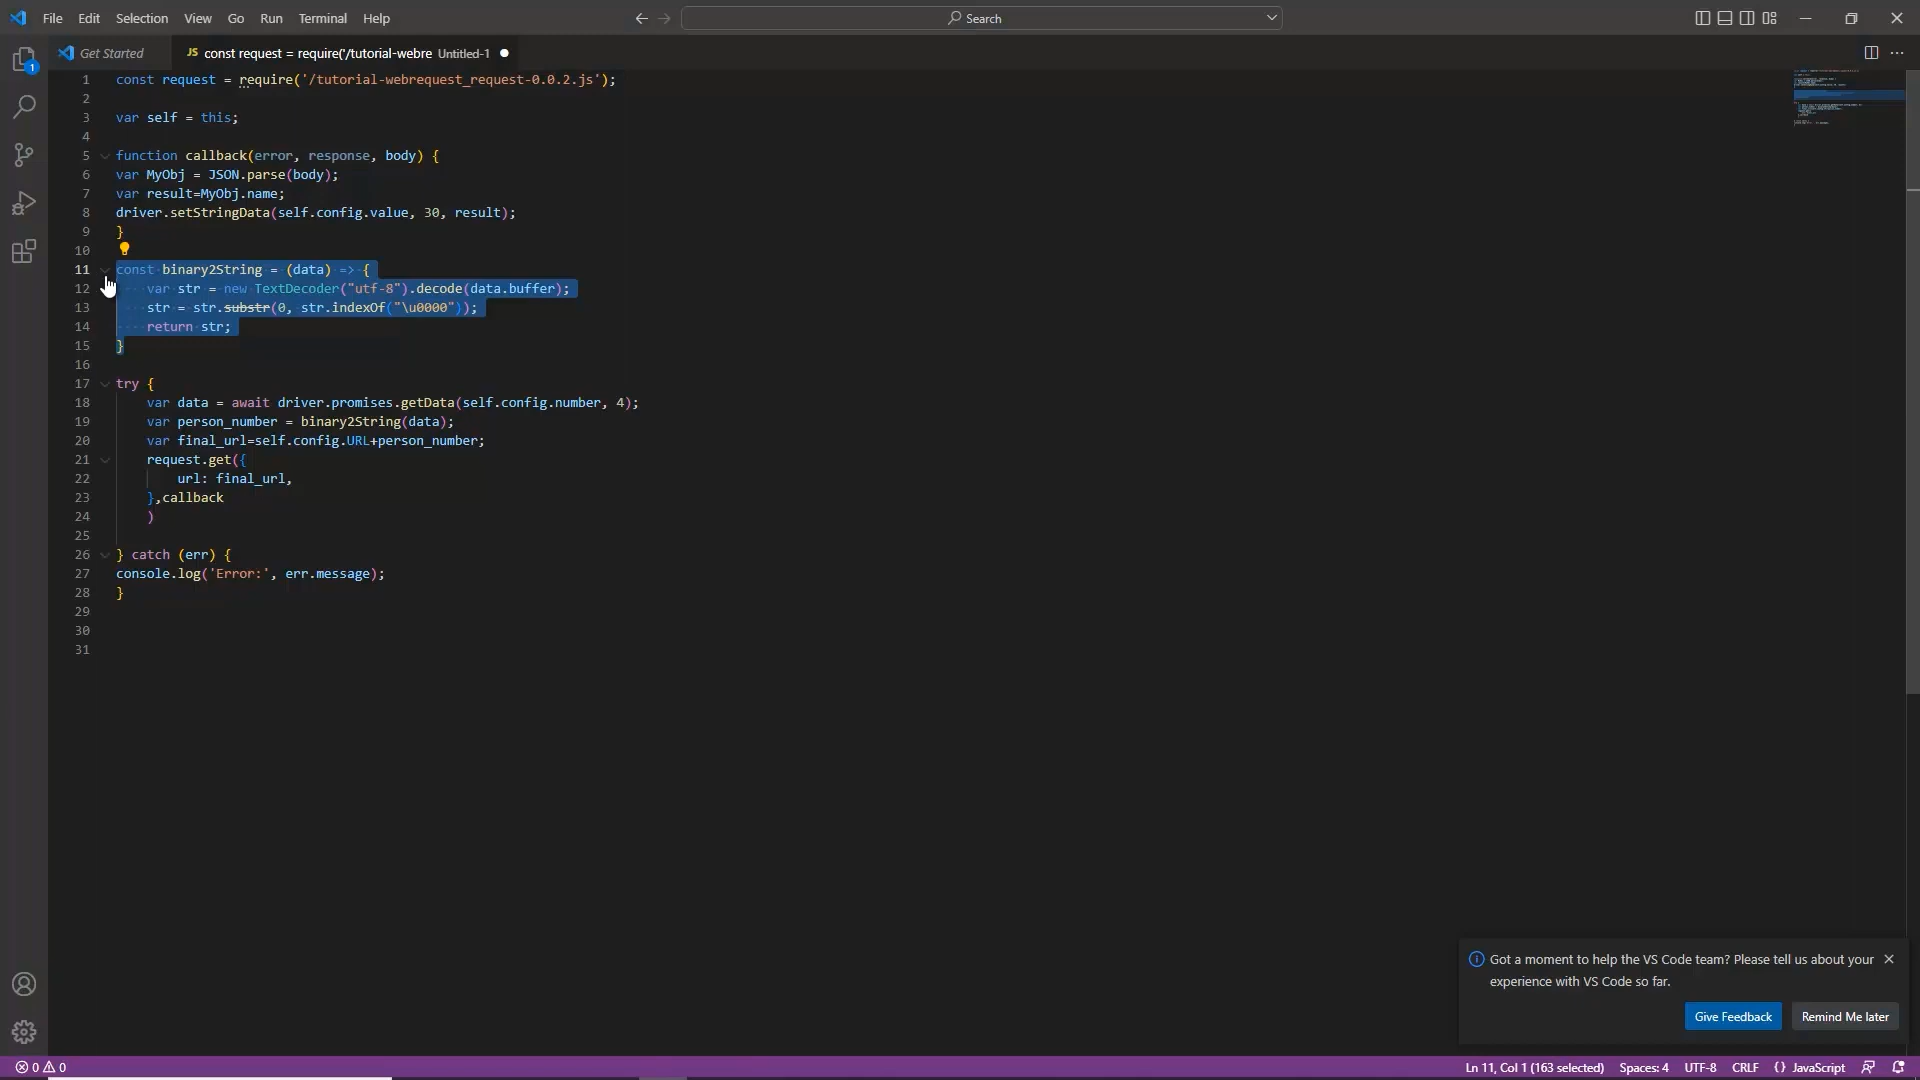 File Edit Selection View Go Run Terminal Help
Search
Get Started
JS const request = require('/tutorial-webre Untitled-1
1 const request = require('/tutorial-webrequest_request-0.0.2.js');
2
3 var self = this;
4
5 function callback(error, response, body) {
6 var MyObj = JSON.parse(body);
7 var result=MyObj.name;
8 driver.setStringData(self.config.value, 30, result);
9 }
10
11 const binary2String = (data) => {
12 var str = new TextDecoder("utf-8").decode(data.buffer);
13 str = str.substr(0, str.indexOf("\u0000"));
14 return str;
15 }
16
17 try {
18 var data = await driver.promises.getData(self.config.number, 4);
19 var person_number = binary2String(data);
20 var final_url=self.config.URL+person_number;
21 request.get({
22 url: final_url,
23 },callback
24 )
25
26 } catch (err) {
27 console.log('Error:', err.message);
28 }
29
30
31
1
Got a moment to help the VS Code team? Please tell us about your
experience with VS Code so far.
Give Feedback Remind Me later
0 0 Ln 11, Col 1 (163 selected) Spaces: 4 UTF-8 CRLF {} JavaScript